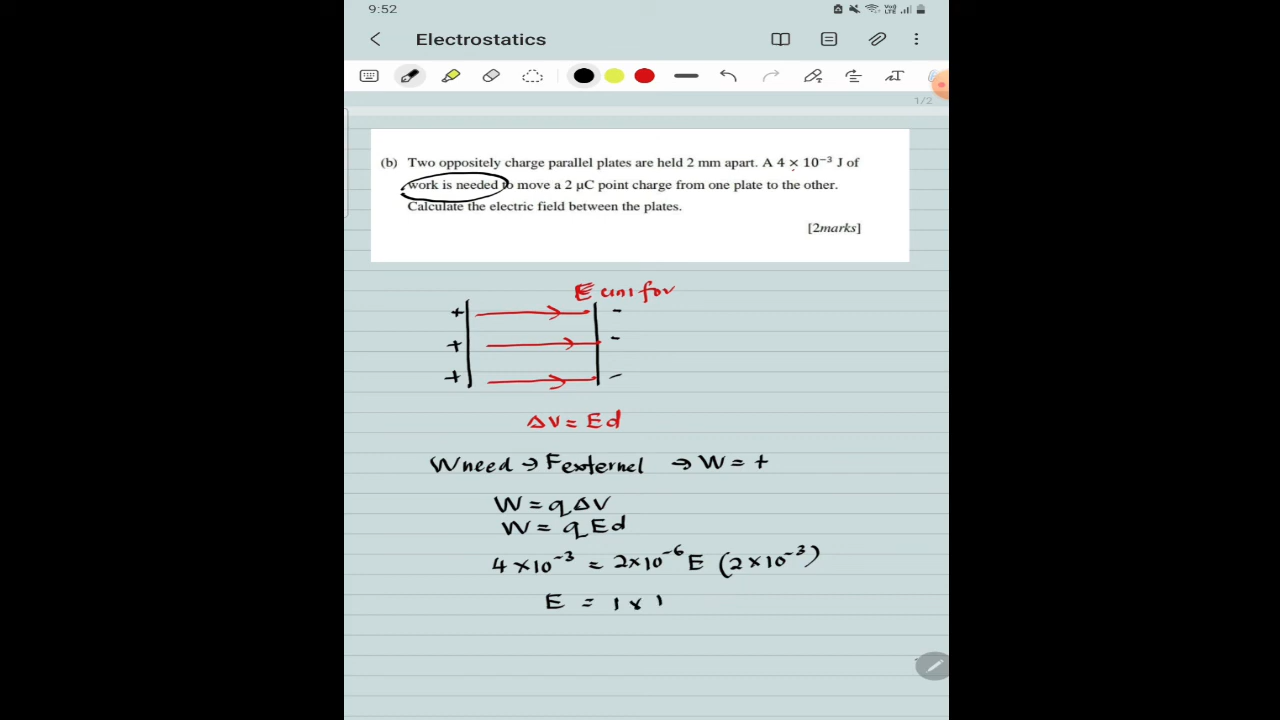 9:52
Electrostatics
1/2
(b) Two oppositely charge parallel plates are held 2 mm apart. A 4 × 10⁻³ J of
work is needed to move a 2 µC point charge from one plate to the other.
Calculate the electric field between the plates.
[2marks]
E unifor
+ -
+ -
+ -
ΔV = Ed
Wneed → Fexternel → W = +
W = qΔV
W = qEd
4×10⁻³ = 2×10⁻⁶ E (2×10⁻³)
E = 1 × 1